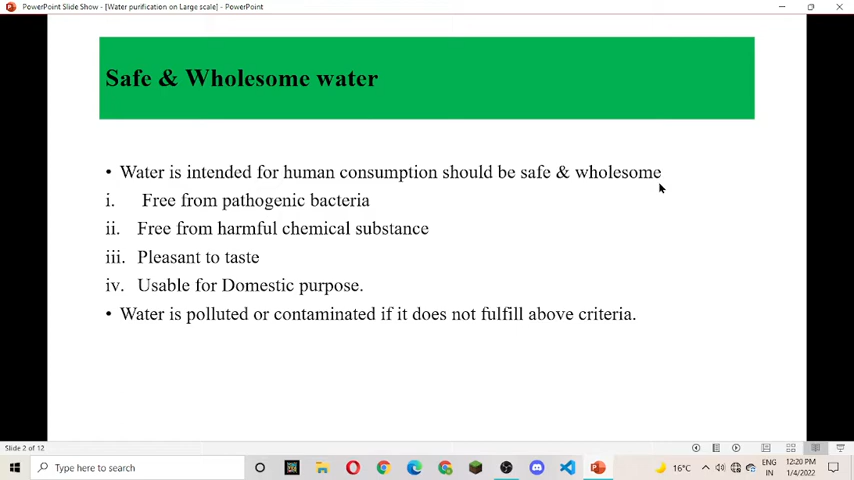 PowerPoint Slide Show - [Water purification on Large scale] - PowerPoint
Safe & Wholesome water
• Water is intended for human consumption should be safe & wholesome
i. Free from pathogenic bacteria
ii. Free from harmful chemical substance
iii. Pleasant to taste
iv. Usable for Domestic purpose.
• Water is polluted or contaminated if it does not fulfill above criteria.
Slide 2 of 12
Type here to search
16°C
ENG
IN
12:20 PM
1/4/2022